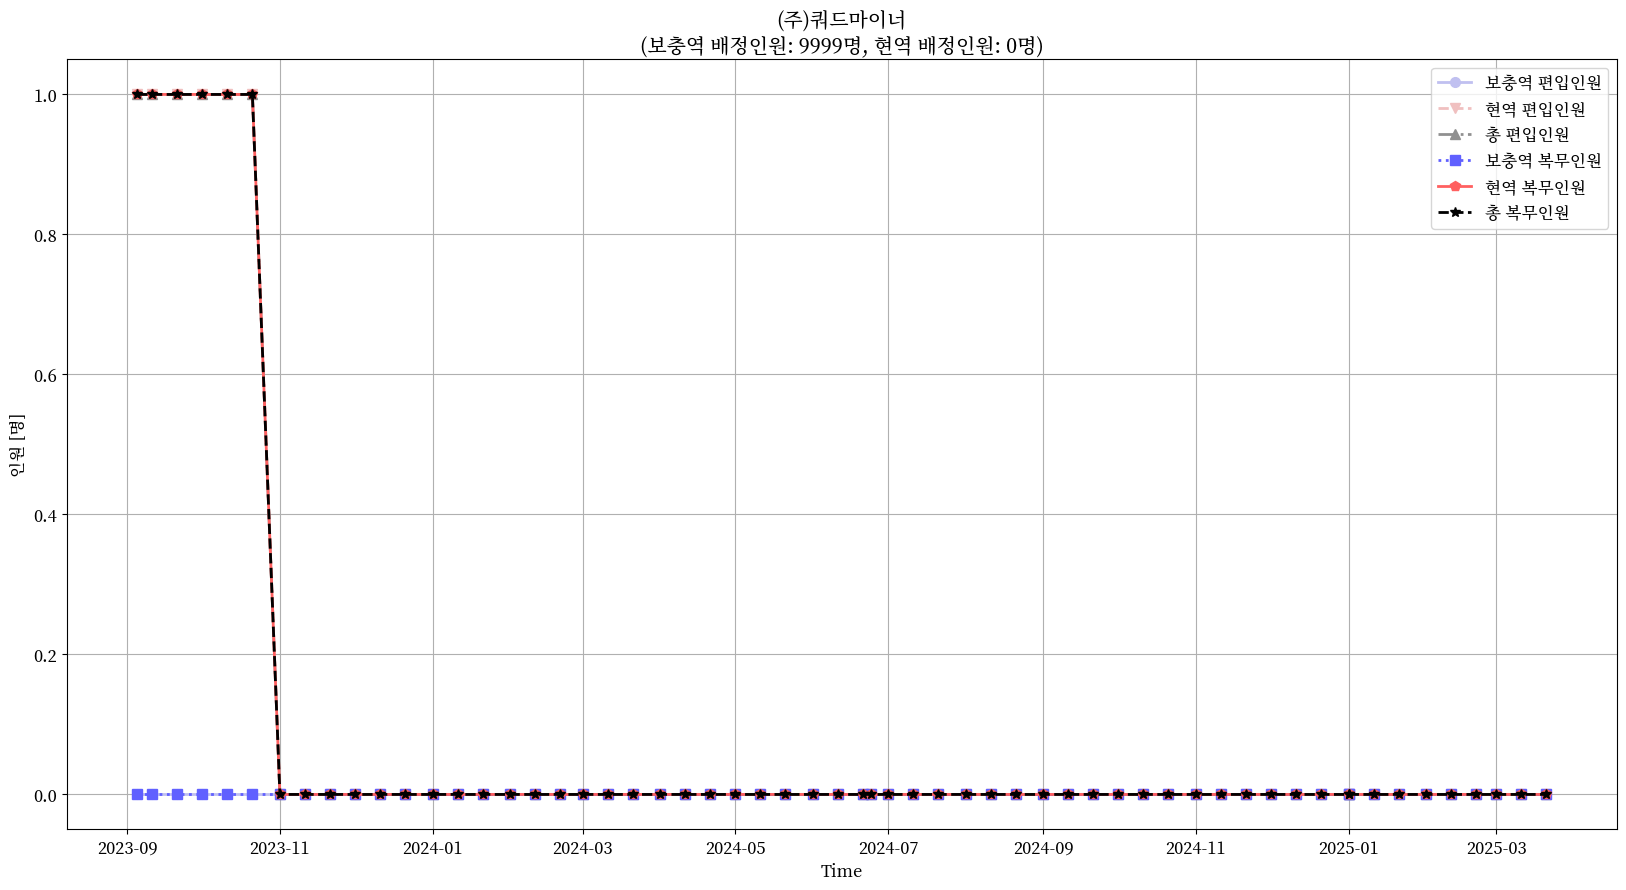 (주)쿼드마이너
(보충역 배정인원: 9999명, 현역 배정인원: 0명)
보충역 편입인원
현역 편입인원
총 편입인원
보충역 복무인원
현역 복무인원
총 복무인원
1.0
0.8
0.6
0.4
0.2
0.0
인원 [명]
2023-09 2023-11 2024-01 2024-03 2024-05 2024-07 2024-09 2024-11 2025-01 2025-03
Time